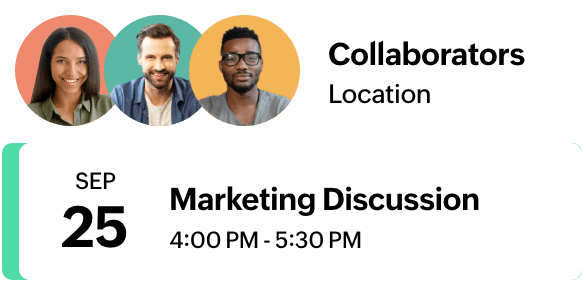 Collaborators
Location
SEP
25
Marketing Discussion
4:00 PM - 5:30 PM